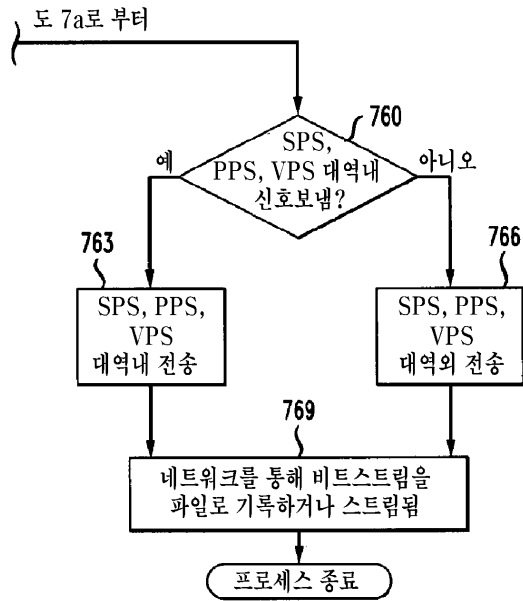 도 7a로 부터
760
SPS,
PPS, VPS 대역내
신호보냄?
예
아니오
763
SPS, PPS,
VPS
대역내 전송
766
SPS, PPS,
VPS
대역외 전송
769
네트워크를 통해 비트스트림을
파일로 기록하거나 스트림됨
프로세스 종료